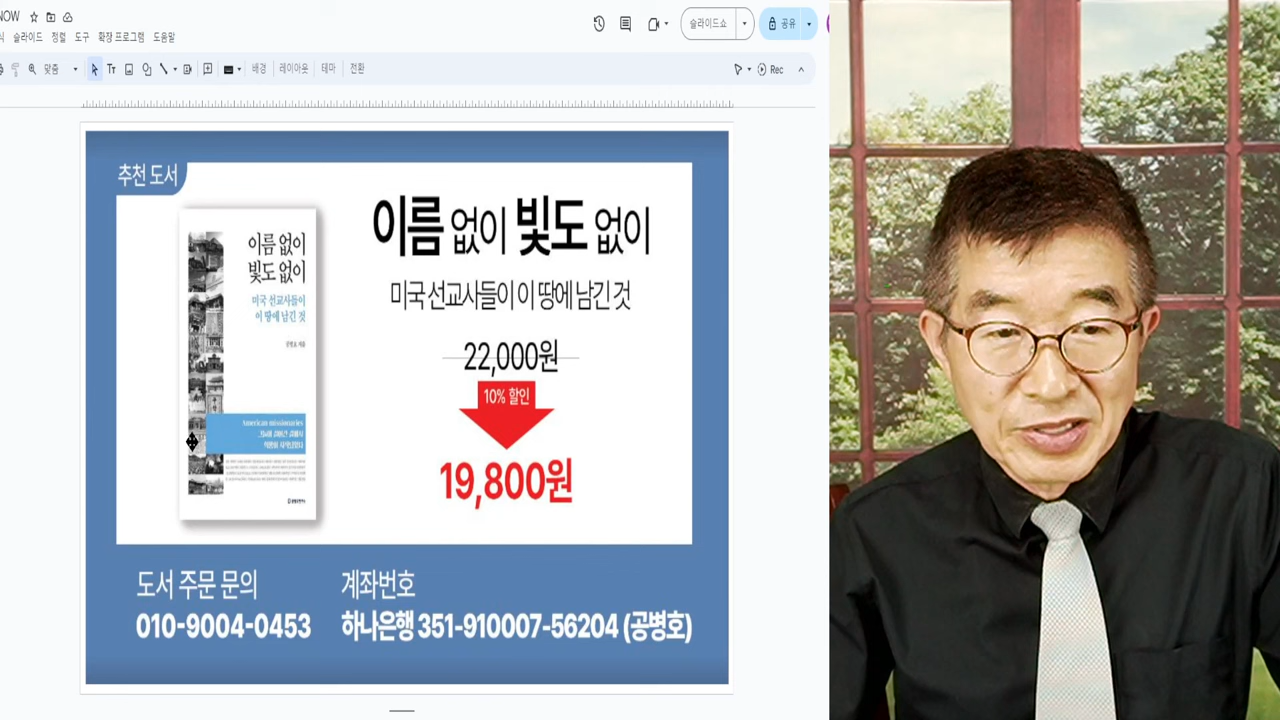 NOW
슬라이드쇼
공유
슬라이드 정렬 도구 확장 프로그램 도움말
맞춤
Tт
배경
레이아웃
테마
전환
Rec
추천 도서
이름 없이
빛도 없이
미국 선교사들이
이 땅에 남긴 것
공병호 지음
American missionaries
이름 없이 빛도 없이
미국 선교사들이 이 땅에 남긴 것
22,000원
10% 할인
19,800원
도서 주문 문의
010-9004-0453
계좌번호
하나은행 351-910007-56204 (공병호)